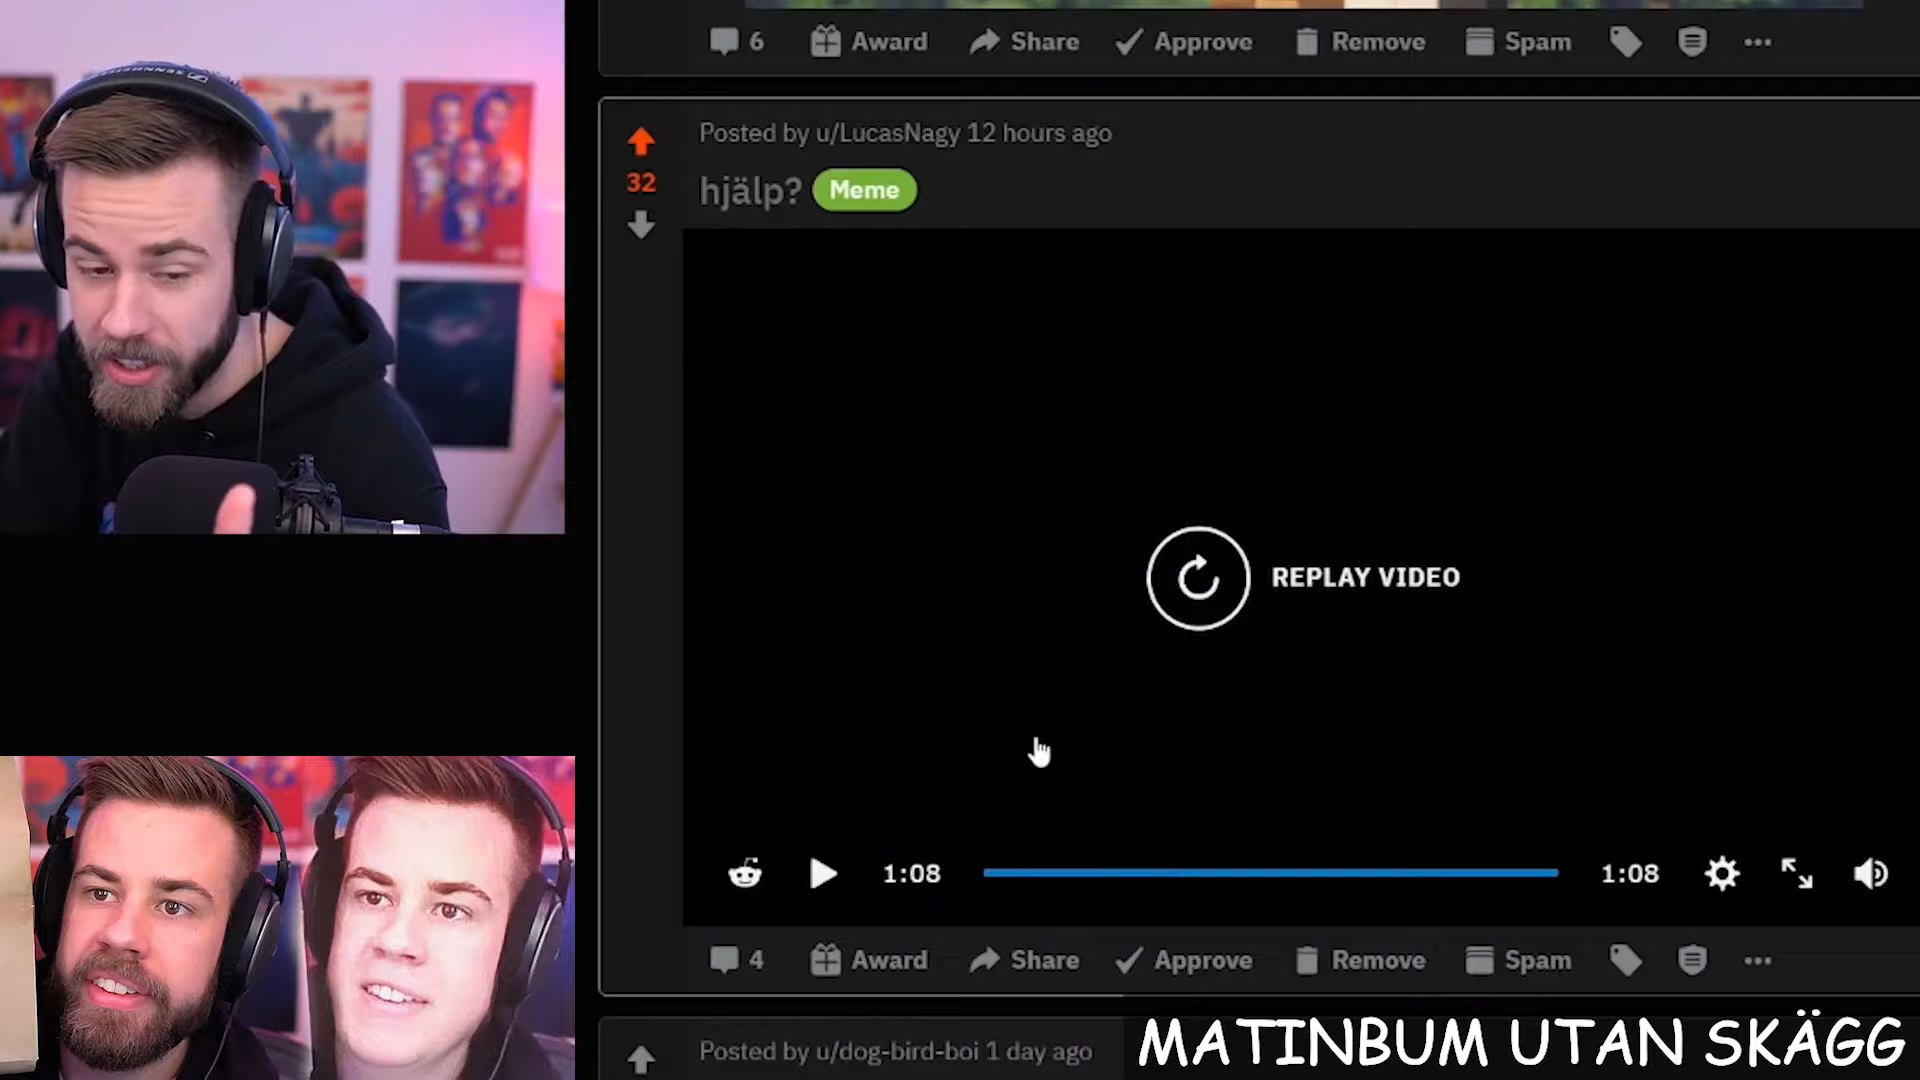 6 Award Share Approve Remove Spam
Posted by u/LucasNagy 12 hours ago
32
hjälp? Meme
REPLAY VIDEO
1:08 1:08
4 Award Share Approve Remove Spam
Posted by u/dog-bird-boi 1 day ago
MATINBUM UTAN SKÄGG